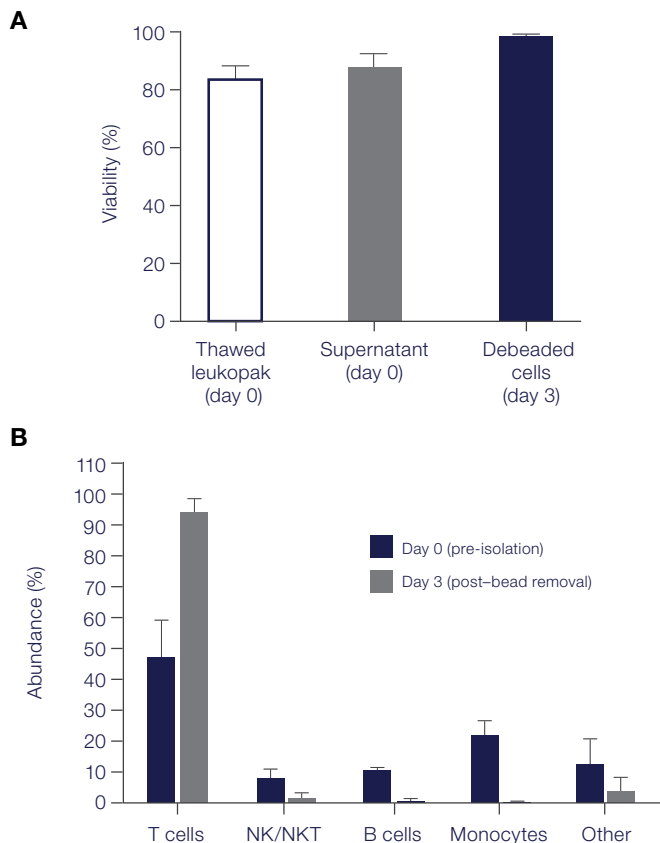 A
100
80
60
40
20
0
Viability (%)
Thawed
leukopak
(day 0)
Supernatant
(day 0)
Debeaded
cells
(day 3)
B
110
100
90
80
70
60
50
40
30
20
10
0
Abundance (%)
Day 0 (pre-isolation)
Day 3 (post–bead removal)
T cells
NK/NKT
B cells
Monocytes
Other